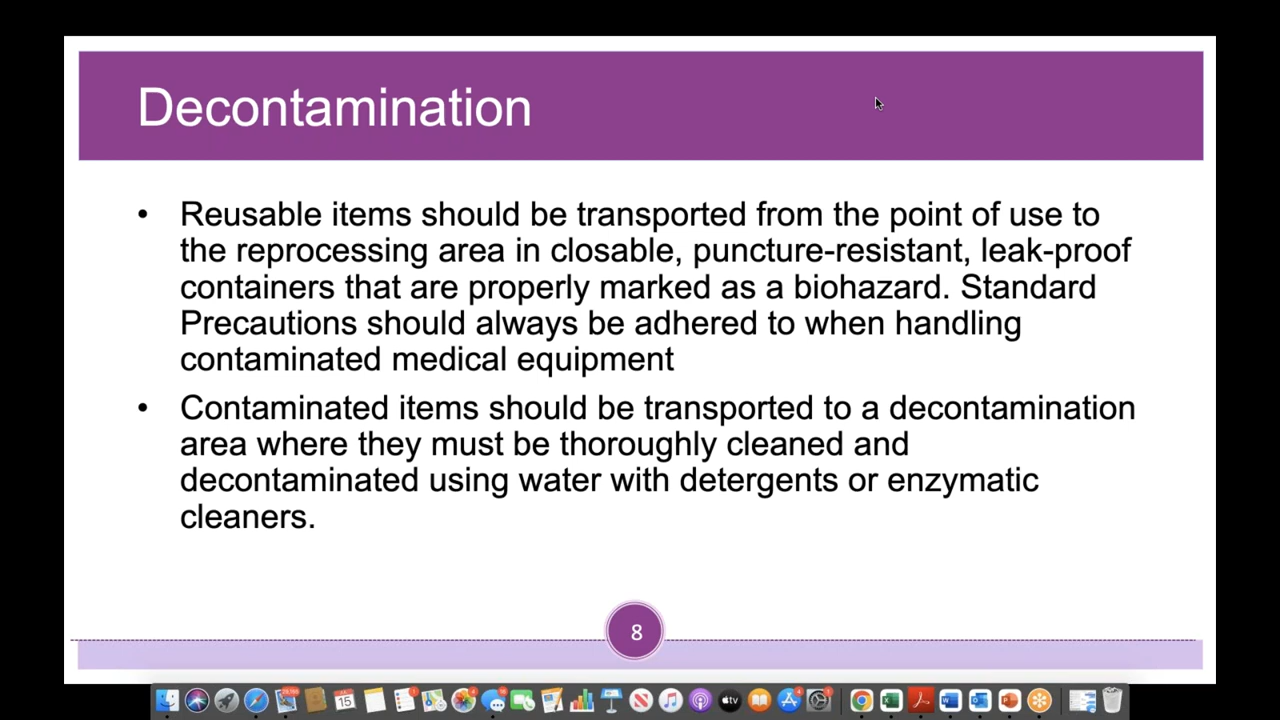 Decontamination
• Reusable items should be transported from the point of use to
the reprocessing area in closable, puncture-resistant, leak-proof
containers that are properly marked as a biohazard. Standard
Precautions should always be adhered to when handling
contaminated medical equipment
• Contaminated items should be transported to a decontamination
area where they must be thoroughly cleaned and
decontaminated using water with detergents or enzymatic
cleaners.
8
15
tv